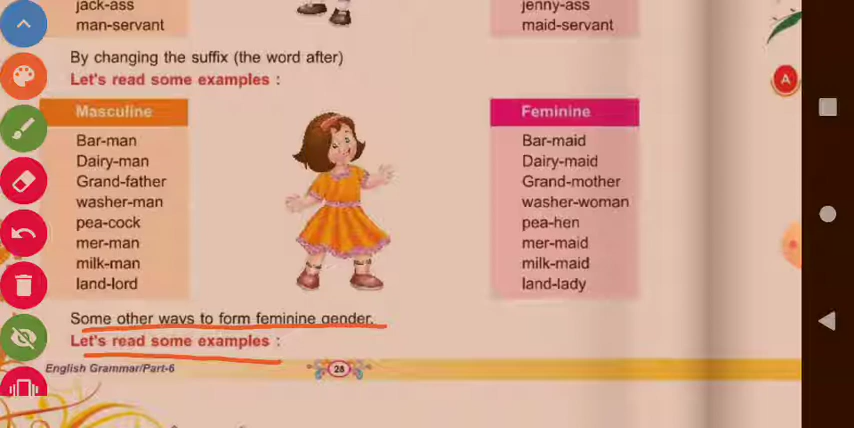 jack-ass
jenny-ass
man-servant
maid-servant
By changing the suffix (the word after)
Let's read some examples :
A
Masculine
Feminine
Bar-man
Bar-maid
Dairy-man
Dairy-maid
Grand-father
Grand-mother
washer-man
washer-woman
pea-cock
pea-hen
mer-man
mer-maid
milk-man
milk-maid
land-lord
land-lady
Some other ways to form feminine gender.
Let's read some examples :
English Grammar/Part-6
28